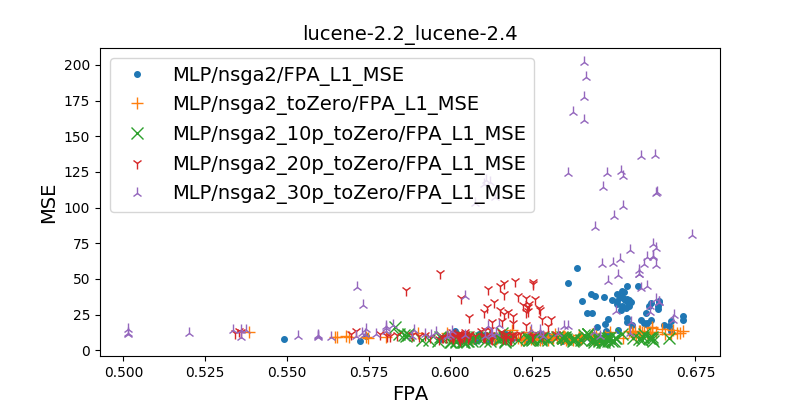 lucene-2.2_lucene-2.4
200
175
150
125
100
75
50
25
0
MSE
MLP/nsga2/FPA_L1_MSE
MLP/nsga2_toZero/FPA_L1_MSE
MLP/nsga2_10p_toZero/FPA_L1_MSE
MLP/nsga2_20p_toZero/FPA_L1_MSE
MLP/nsga2_30p_toZero/FPA_L1_MSE
0.500 0.525 0.550 0.575 0.600 0.625 0.650 0.675
FPA